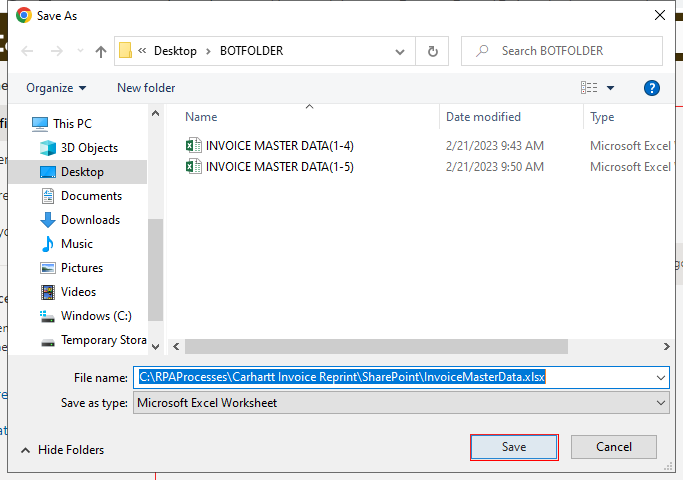 Save As
« Desktop > BOTFOLDER
Search BOTFOLDER
Organize
New folder
?
This PC
3D Objects
Desktop
Documents
Downloads
Music
Pictures
Videos
Windows (C:)
Temporary Stora
Name
Date modified
Type
INVOICE MASTER DATA(1-4)
2/21/2023 9:43 AM
Microsoft Excel
INVOICE MASTER DATA(1-5)
2/21/2023 9:50 AM
Microsoft Excel
File name:
C:\RPAProcesses\Carhartt Invoice Reprint\SharePoint\InvoiceMasterData.xlsx
Save as type:
Microsoft Excel Worksheet
Hide Folders
Save
Cancel